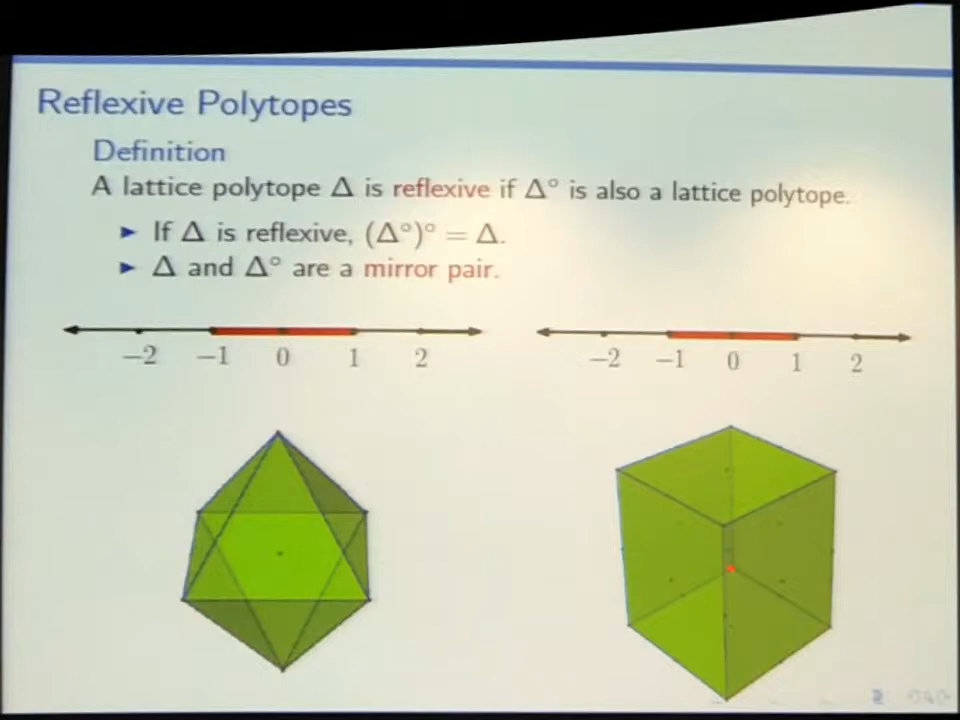 Reflexive Polytopes
Definition
A lattice polytope Δ is reflexive if Δ° is also a lattice polytope.
► If Δ is reflexive, (Δ°)° = Δ.
► Δ and Δ° are a mirror pair.
−2 −1 0 1 2 −2 −1 0 1 2